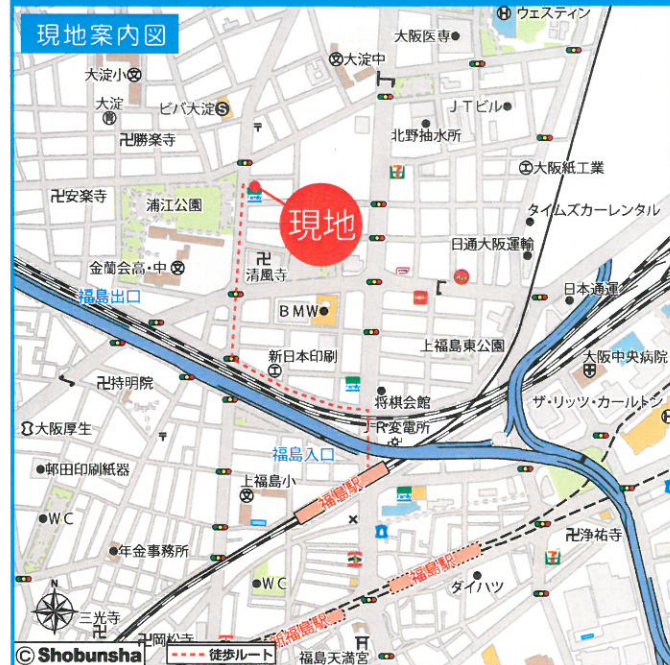 現地案内図
ウェスティン
大阪医専
大淀小
大淀中
大淀
ビバ大淀
JTビル
勝楽寺
北野抽水所
大阪紙工業
安楽寺
浦江公園
現地
タイムズカーレンタル
金蘭会高・中
清風寺
日通大阪運輸
福島出口
BMW
日本通運
新日本印刷
上福島東公園
大阪中央病院
持明院
将棋会館
ザ・リッツ・カールトン
大阪厚生
JR変電所
福島入口
邨田印刷紙器
上福島小
福島駅
WC
年金事務所
浄祐寺
福島駅
WC
ダイハツ
N
三光寺
新福島駅
岡松寺
福島天満宮
© Shobunsha
徒歩ルート